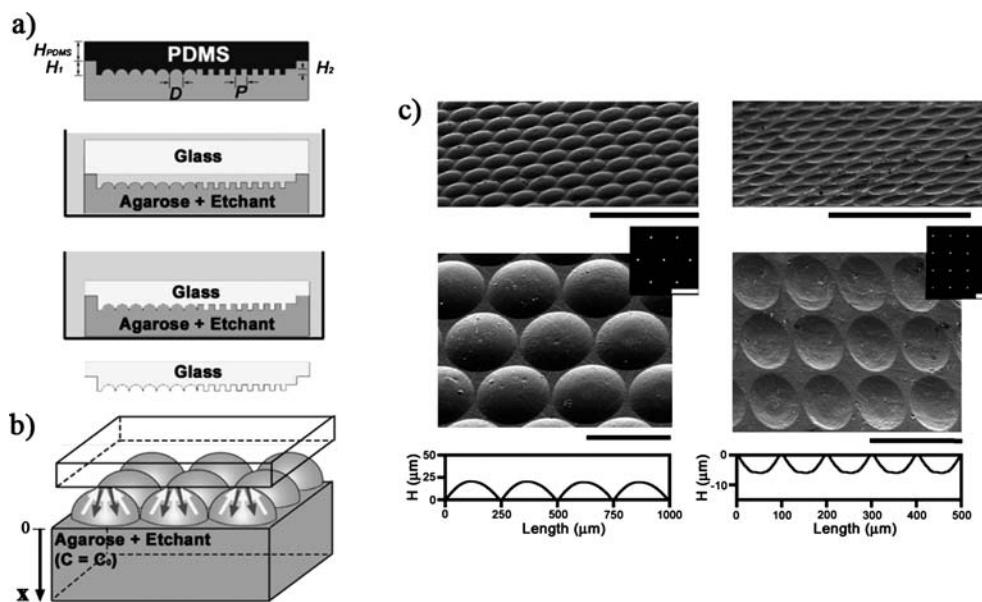 a)
H_PDMS
PDMS
H₁
H₂
D
P
Glass
Agarose + Etchant
Glass
Agarose + Etchant
Glass
b)
0
Agarose + Etchant
(C = C₀)
x
c)
50
25
0
H (μm)
0 250 500 750 1000
Length (μm)
0
-10
H (μm)
0 100 200 300 400 500
Length (μm)